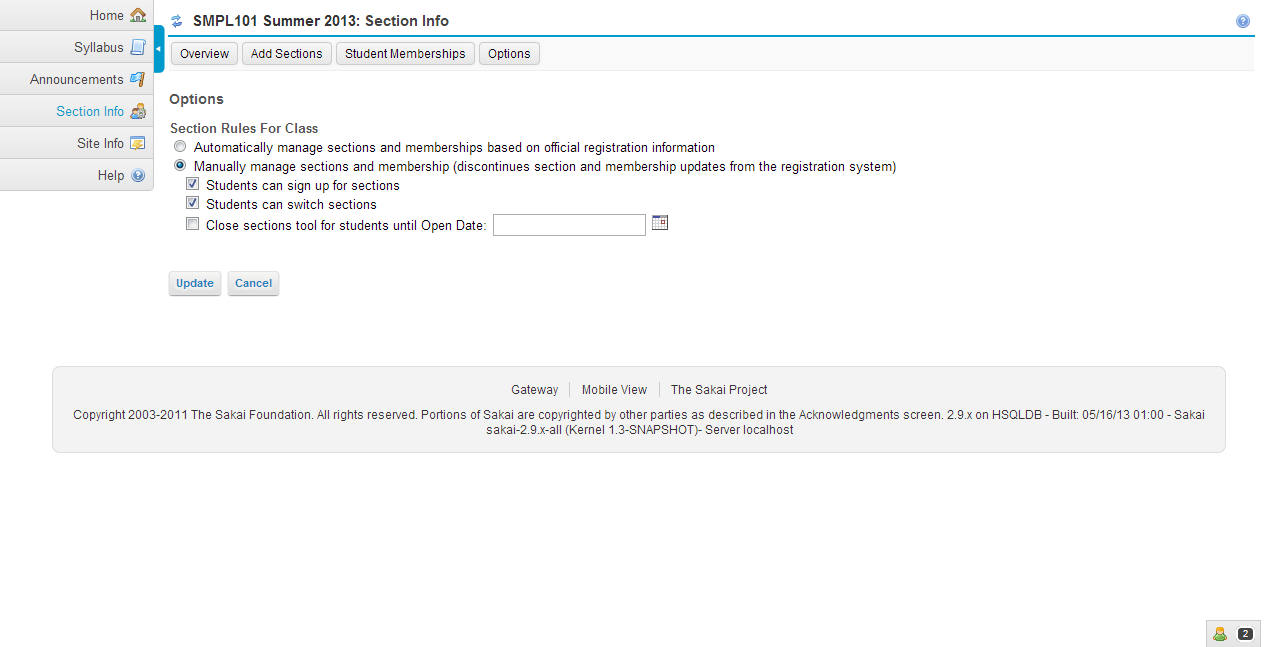 Home
Syllabus
Announcements
Section Info
Site Info
Help
SMPL101 Summer 2013: Section Info
Overview Add Sections Student Memberships Options
Options
Section Rules For Class
Automatically manage sections and memberships based on official registration information
Manually manage sections and membership (discontinues section and membership updates from the registration system)
Students can sign up for sections
Students can switch sections
Close sections tool for students until Open Date:
Update Cancel
Gateway Mobile View The Sakai Project
Copyright 2003-2011 The Sakai Foundation. All rights reserved. Portions of Sakai are copyrighted by other parties as described in the Acknowledgments screen. 2.9.x on HSQLDB - Built: 05/16/13 01:00 - Sakai
sakai-2.9.x-all (Kernel 1.3-SNAPSHOT)- Server localhost
2